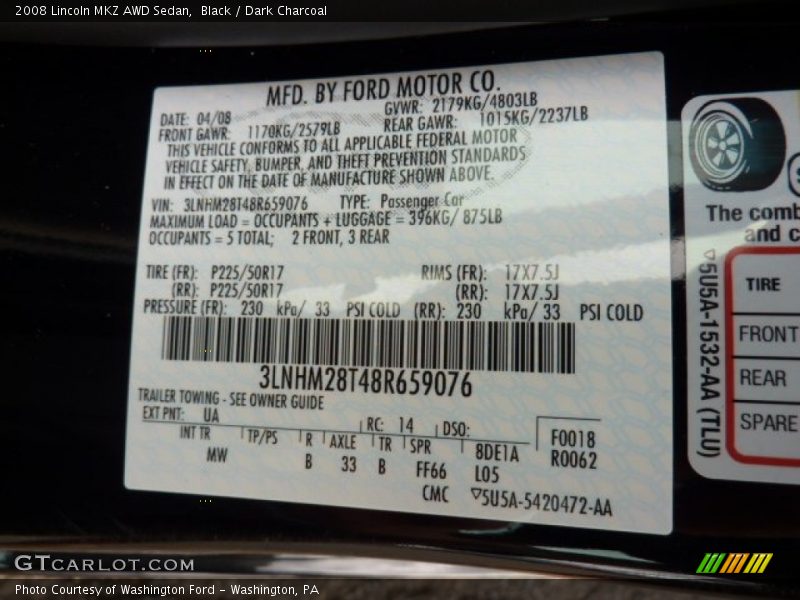 2008 Lincoln MKZ AWD Sedan,  Black / Dark Charcoal
MFD. BY FORD MOTOR CO.
DATE: 04/08 GVWR: 2179KG/4803LB
FRONT GAWR: 1170KG/2579LB REAR GAWR: 1015KG/2237LB
THIS VEHICLE CONFORMS TO ALL APPLICABLE FEDERAL MOTOR
VEHICLE SAFETY, BUMPER, AND THEFT PREVENTION STANDARDS
IN EFFECT ON THE DATE OF MANUFACTURE SHOWN ABOVE.
VIN: 3LNHM28T48R659076 TYPE: Passenger Car
MAXIMUM LOAD = OCCUPANTS + LUGGAGE = 396KG/ 875LB
OCCUPANTS = 5 TOTAL; 2 FRONT, 3 REAR
TIRE (FR): P225/50R17 RIMS (FR): 17X7.5J
(RR): P225/50R17 (RR): 17X7.5J
PRESSURE (FR): 230 kPa/ 33 PSI COLD (RR): 230 kPa/ 33 PSI COLD
3LNHM28T48R659076
TRAILER TOWING - SEE OWNER GUIDE
EXT PNT: UA RC: 14 DSO:
INT TR TP/PS R AXLE TR SPR 8DE1A F0018
MW B 33 B FF66 L05 R0062
CMC ▽5U5A-5420472-AA
The comb
and c
TIRE
FRONT
REAR
SPARE
▽5U5A-1532-AA (TLU)
GTCARLOT.COM
Photo Courtesy of Washington Ford - Washington, PA